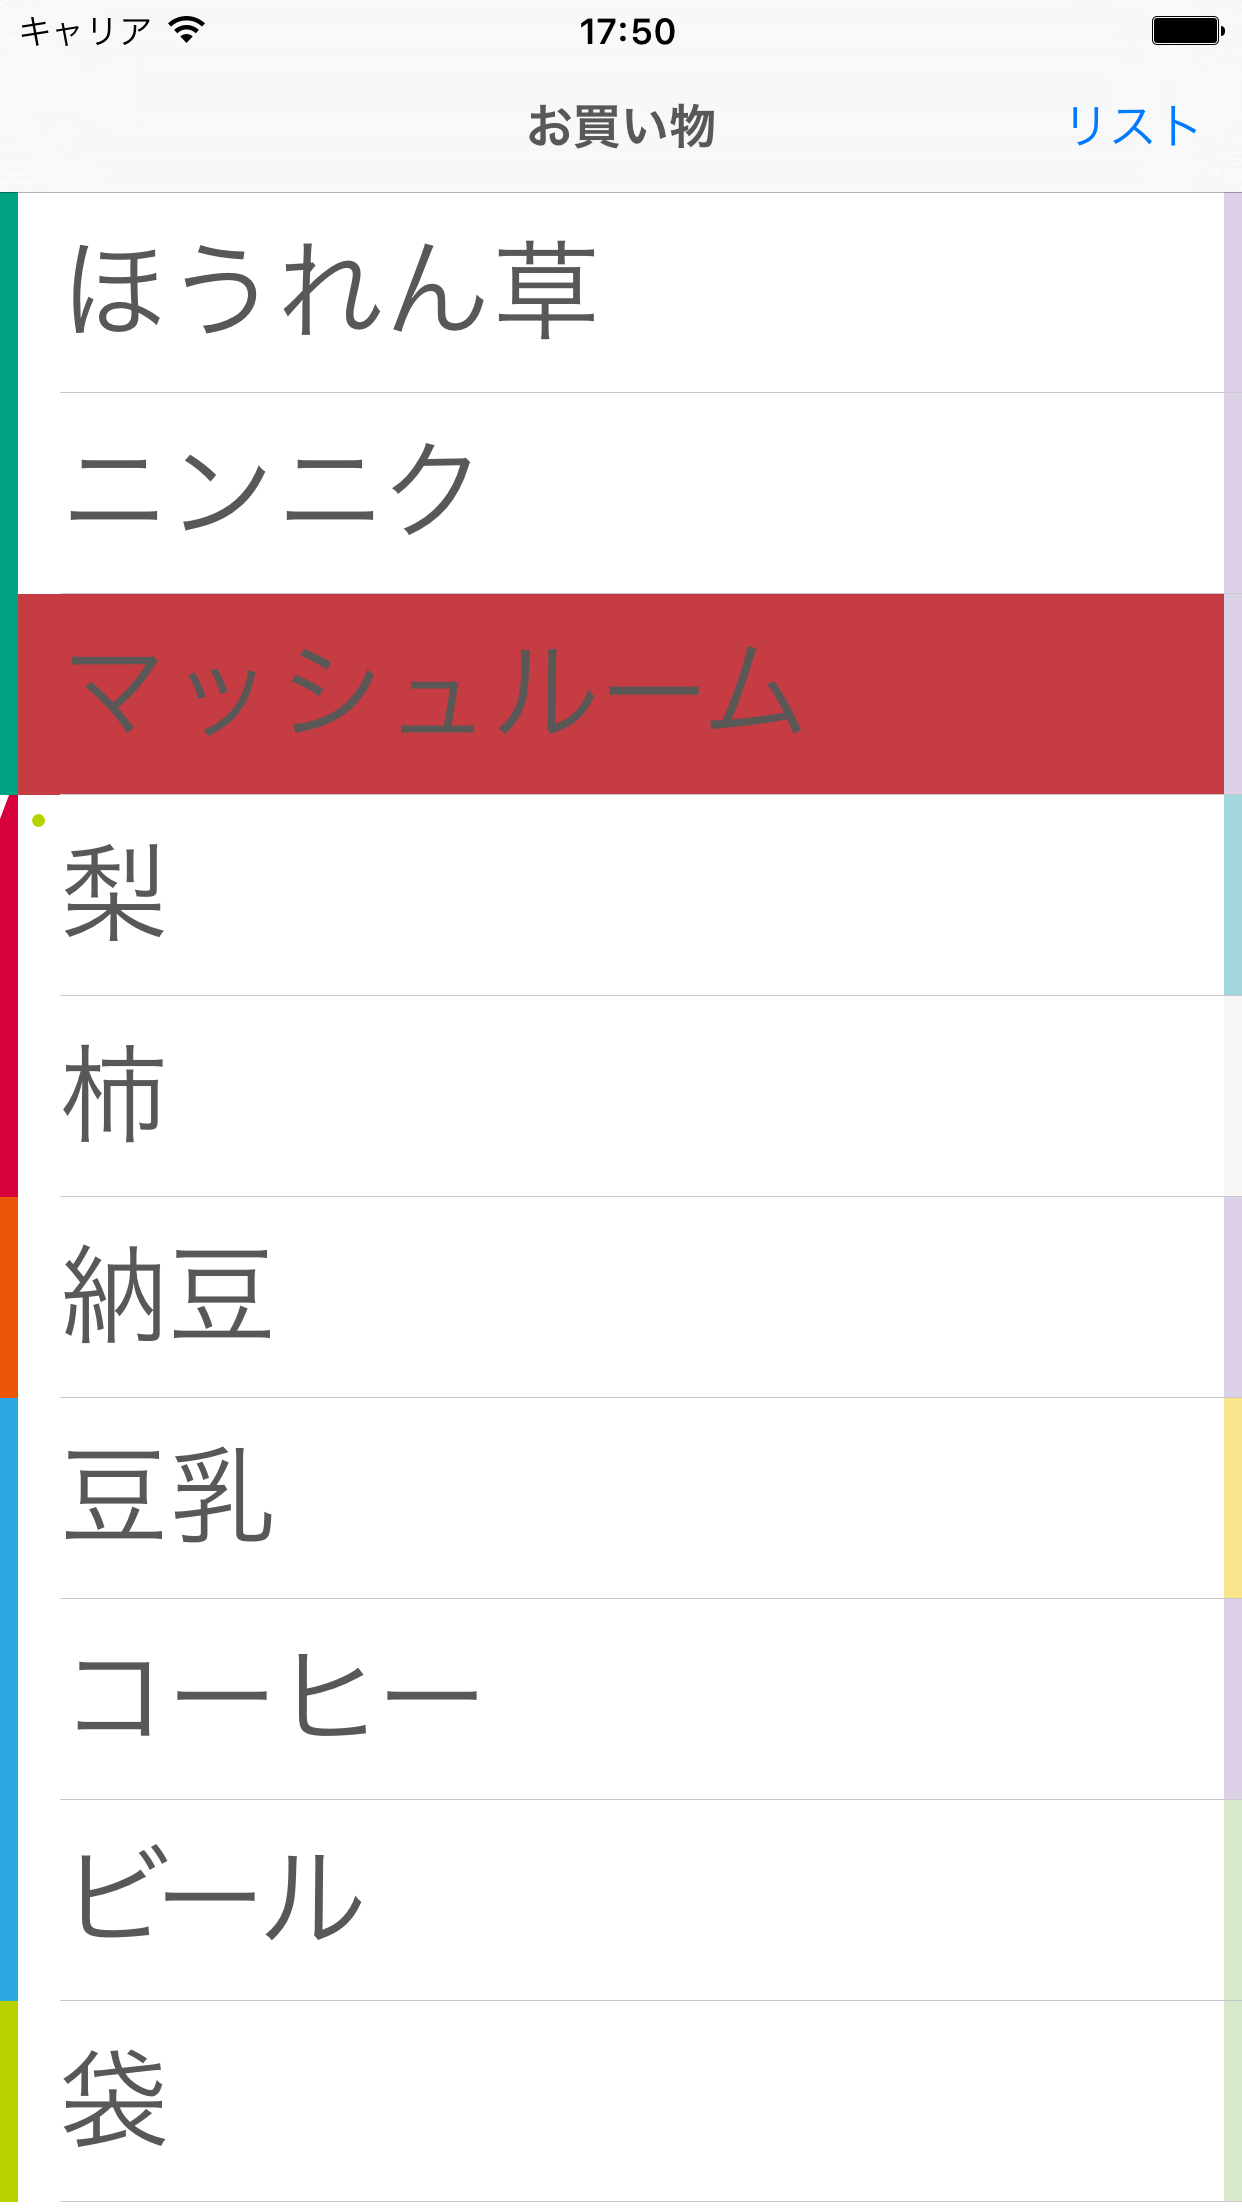 キャリア 17:50
お買い物 リスト
ほうれん草
ニンニク
マッシュルーム
梨
柿
納豆
豆乳
コーヒー
ビール
袋